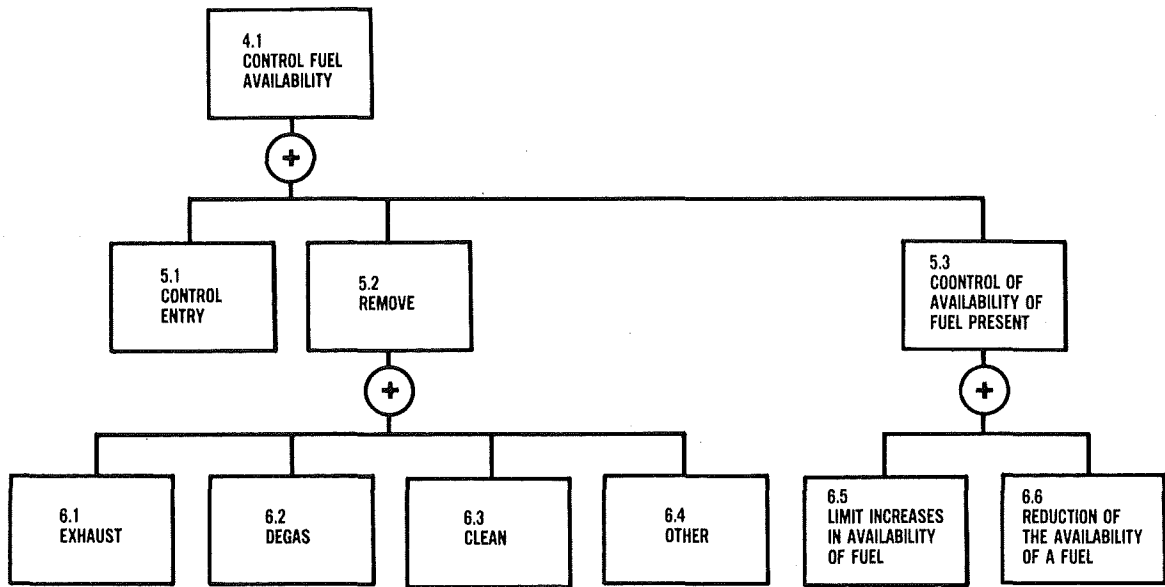 4.1
CONTROL FUEL
AVAILABILITY
+
5.1
CONTROL
ENTRY
5.2
REMOVE
5.3
COONTROL OF
AVAILABILITY OF
FUEL PRESENT
+
+
6.1
EXHAUST
6.2
DEGAS
6.3
CLEAN
6.4
OTHER
6.5
LIMIT INCREASES
IN AVAILABILITY
OF FUEL
6.6
REDUCTION OF
THE AVAILABILITY
OF A FUEL